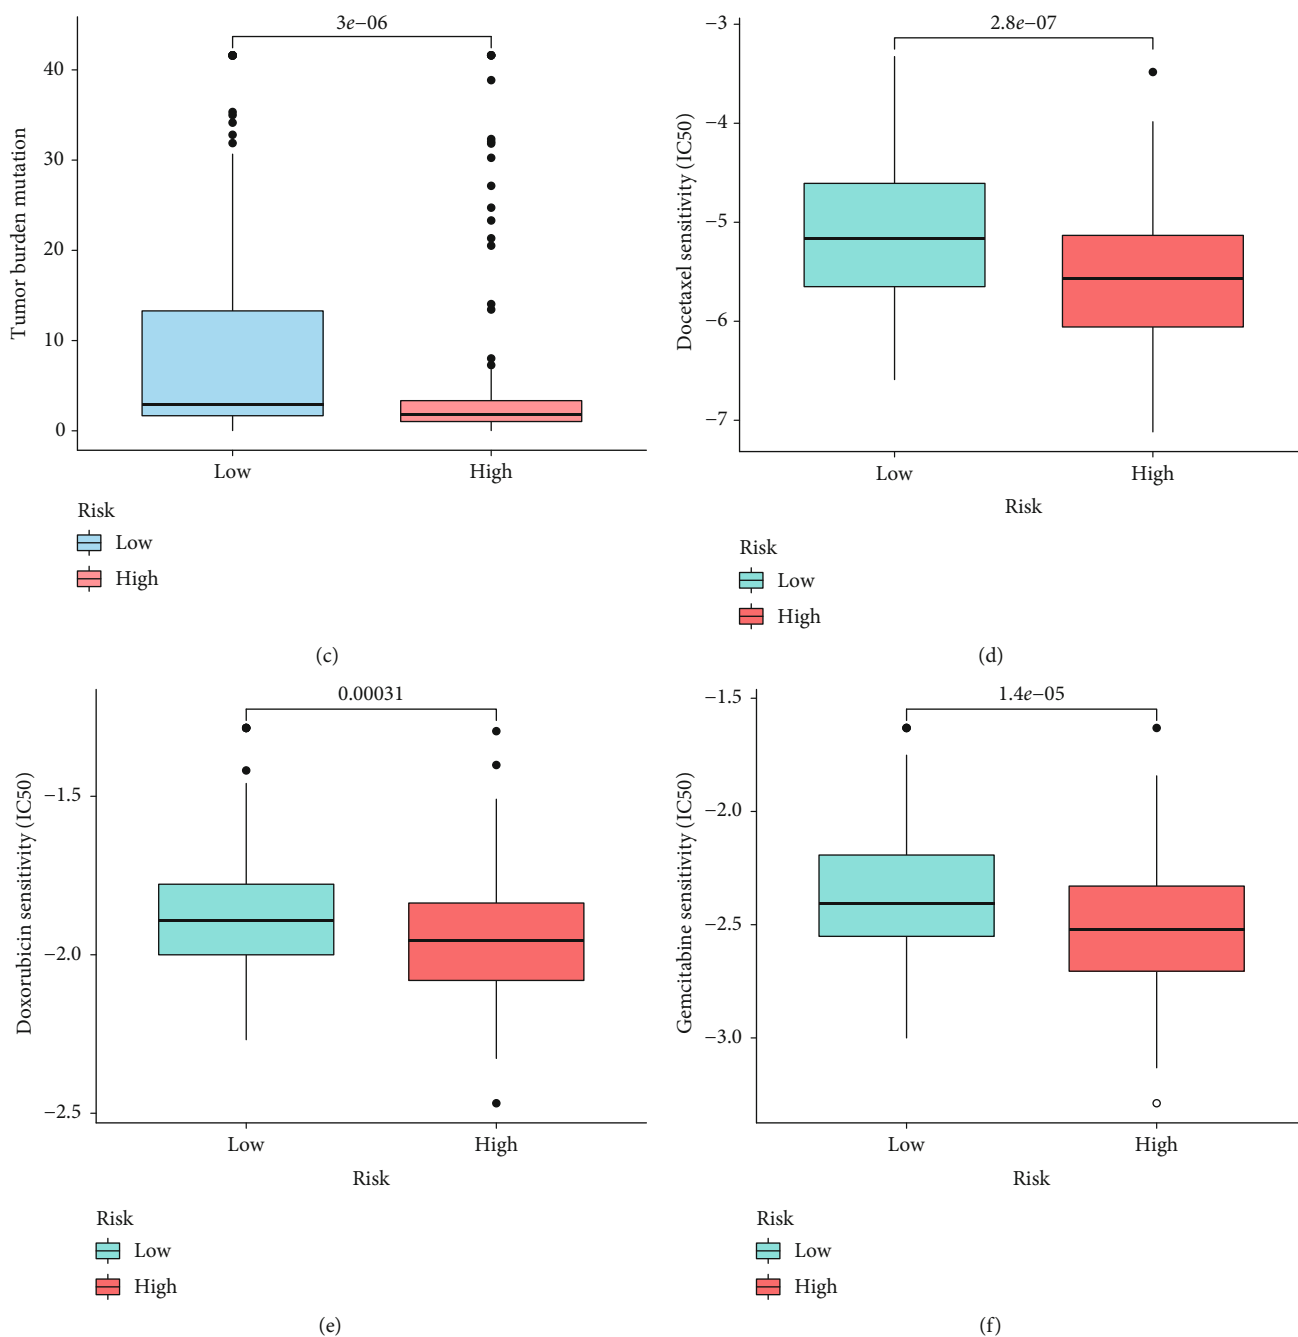 3e−06
40
30
20
10
0
Tumor burden mutation
Low
High
Risk
Low
High
(c)
2.8e−07
−3
−4
−5
−6
−7
Docetaxel sensitivity (IC50)
Low
High
Risk
Risk
Low
High
(d)
0.00031
−1.5
−2.0
−2.5
Doxorubicin sensitivity (IC50)
Low
High
Risk
Risk
Low
High
(e)
1.4e−05
−1.5
−2.0
−2.5
−3.0
Gemcitabine sensitivity (IC50)
Low
High
Risk
Risk
Low
High
(f)